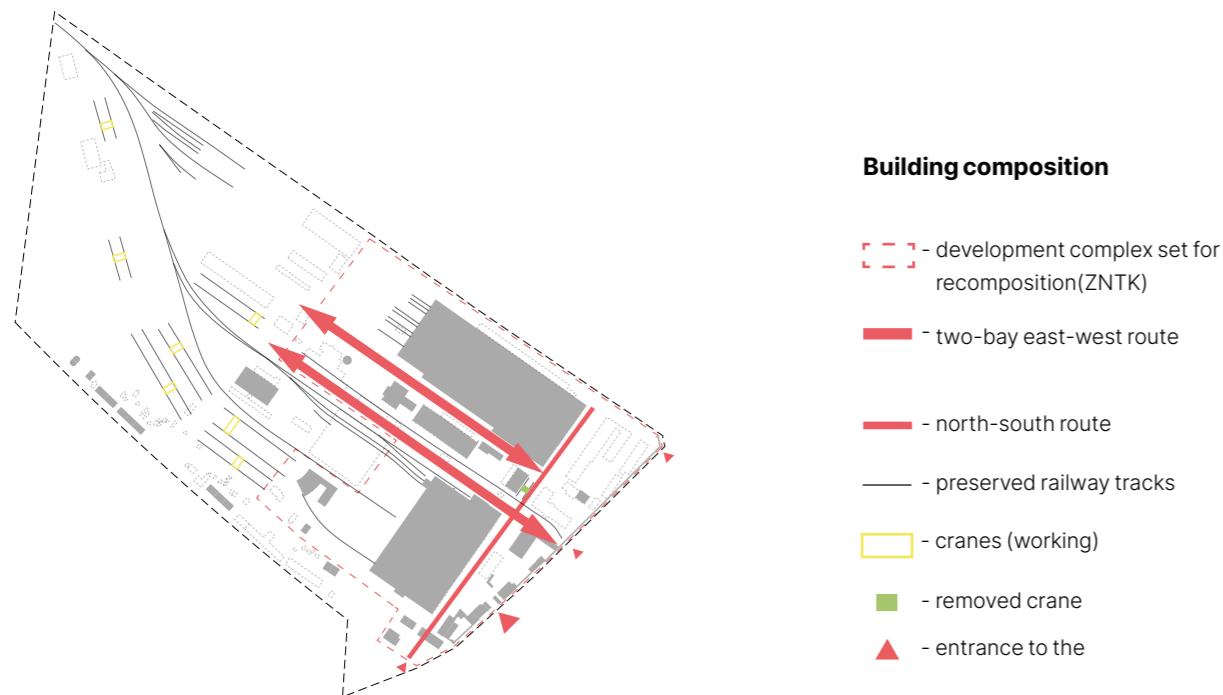 Building composition
- development complex set for
recomposition(ZNTK)
- two-bay east-west route
- north-south route
- preserved railway tracks
- cranes (working)
- removed crane
- entrance to the